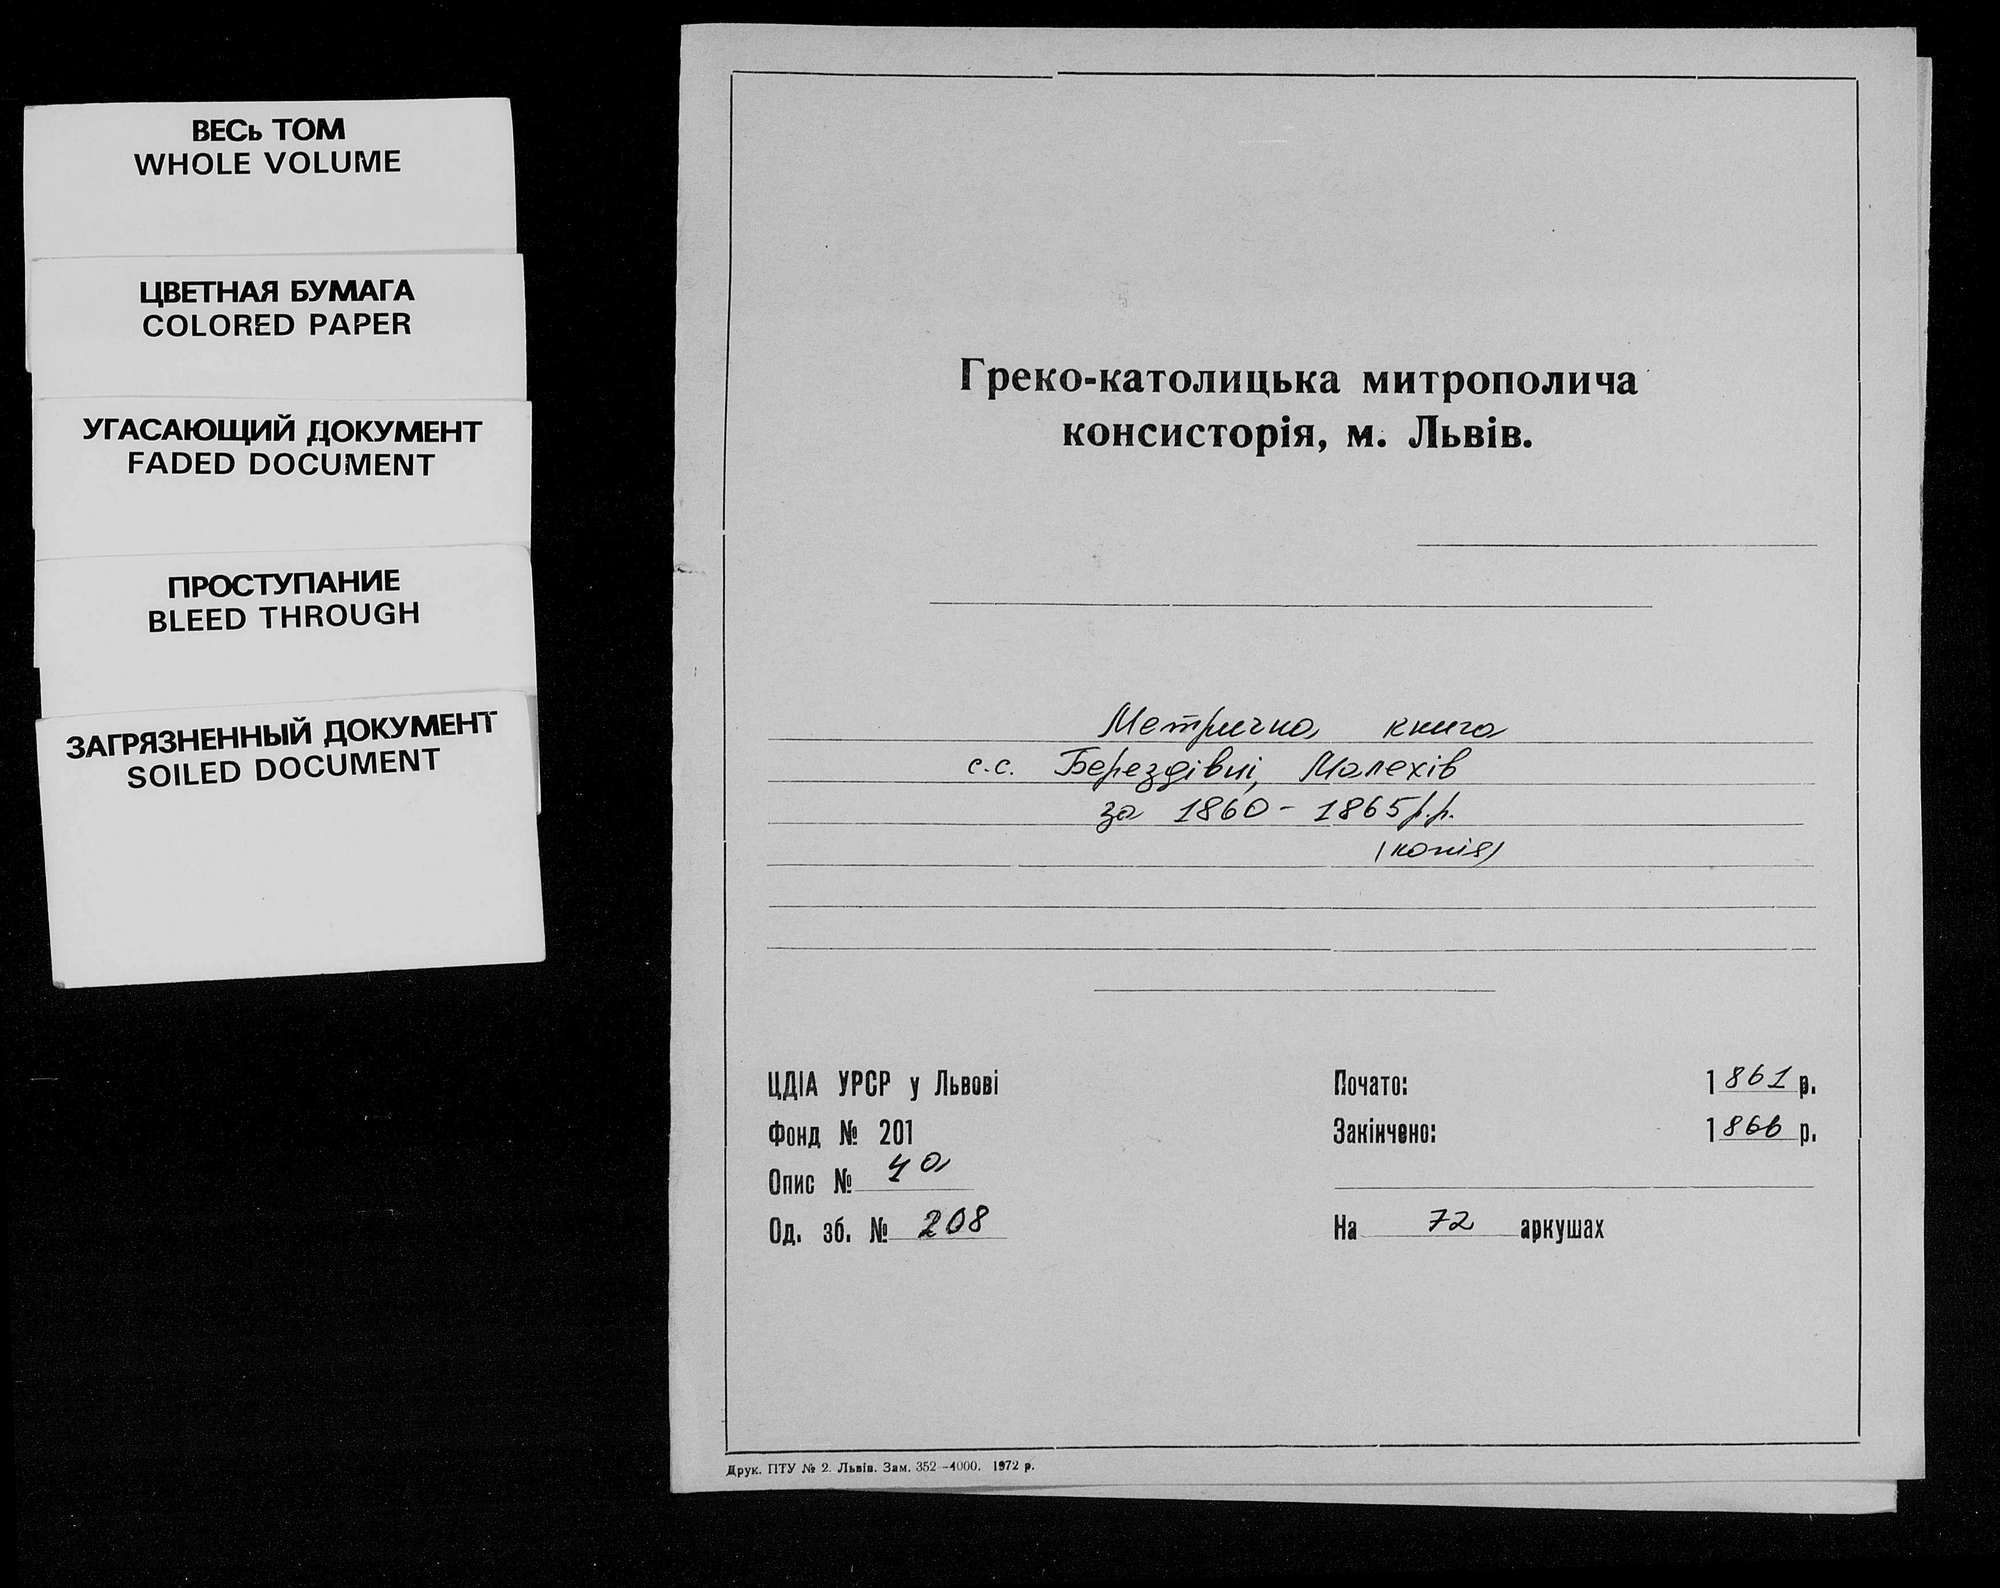 ВЕСЬ ТОМ
WHOLE VOLUME
ЦВЕТНАЯ БУМАГА
COLORED PAPER
УГАСАЮЩИЙ ДОКУМЕНТ
FADED DOCUMENT
ПРОСТУПАНИЕ
BLEED THROUGH
ЗАГРЯЗНЕННЫЙ ДОКУМЕНТ
SOILED DOCUMENT
Греко-католицька митрополича
консисторія, м. Львів.
Метрична книга
с.с. Берездівці, Малехів
за 1860-1865 р.р.
(копія)
ЦДІА УРСР у Львові
Фонд № 201
Опис № 4а
Од. зб. № 208
Почато: 1861 р.
Закінчено: 1866 р.
На 72 аркушах
Друк. ПТУ № 2. Львів. Зам. 352-4000. 1972 р.